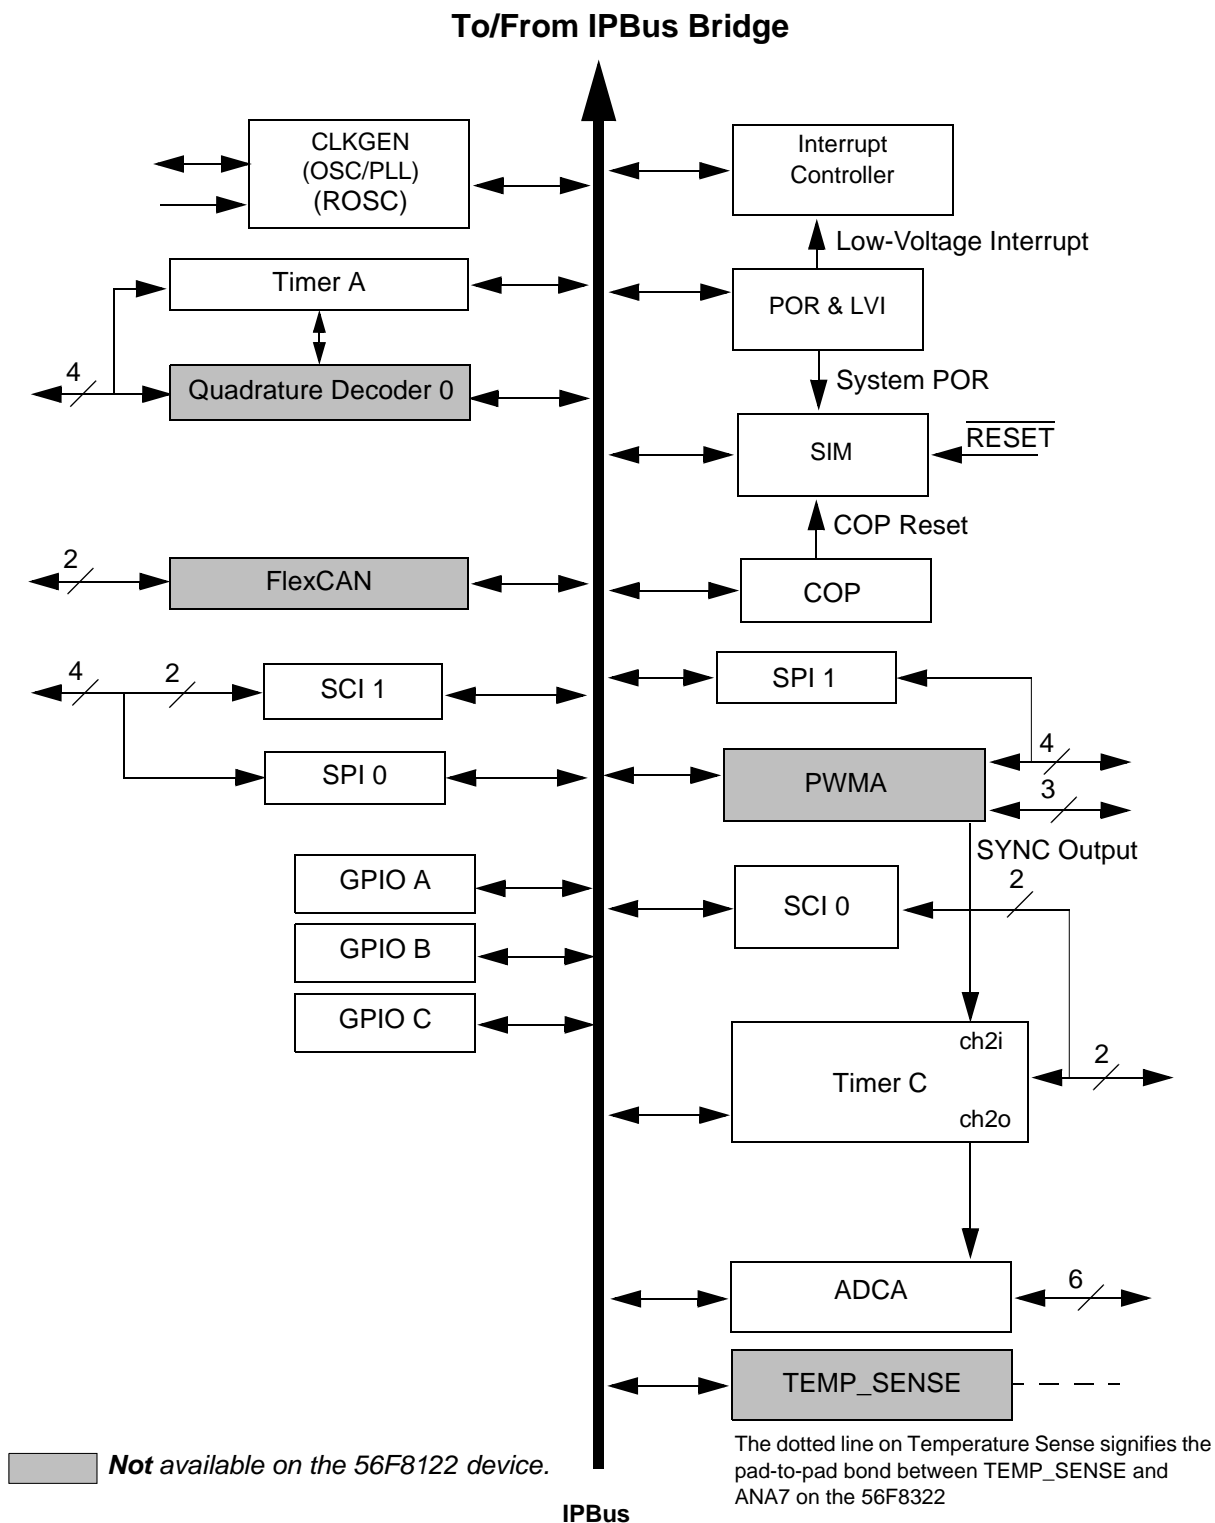 To/From IPBus Bridge
CLKGEN
(OSC/PLL)
(ROSC)
Interrupt
Controller
Low-Voltage Interrupt
Timer A
POR & LVI
4
Quadrature Decoder 0
System POR
SIM
RESET
COP Reset
2
FlexCAN
COP
4
2
SCI 1
SPI 1
SPI 0
4
PWMA
3
SYNC Output
GPIO A
2
SCI 0
GPIO B
GPIO C
ch2i
2
Timer C
ch2o
6
ADCA
TEMP_SENSE
Not available on the 56F8122 device.
The dotted line on Temperature Sense signifies the
pad-to-pad bond between TEMP_SENSE and
ANA7 on the 56F8322
IPBus